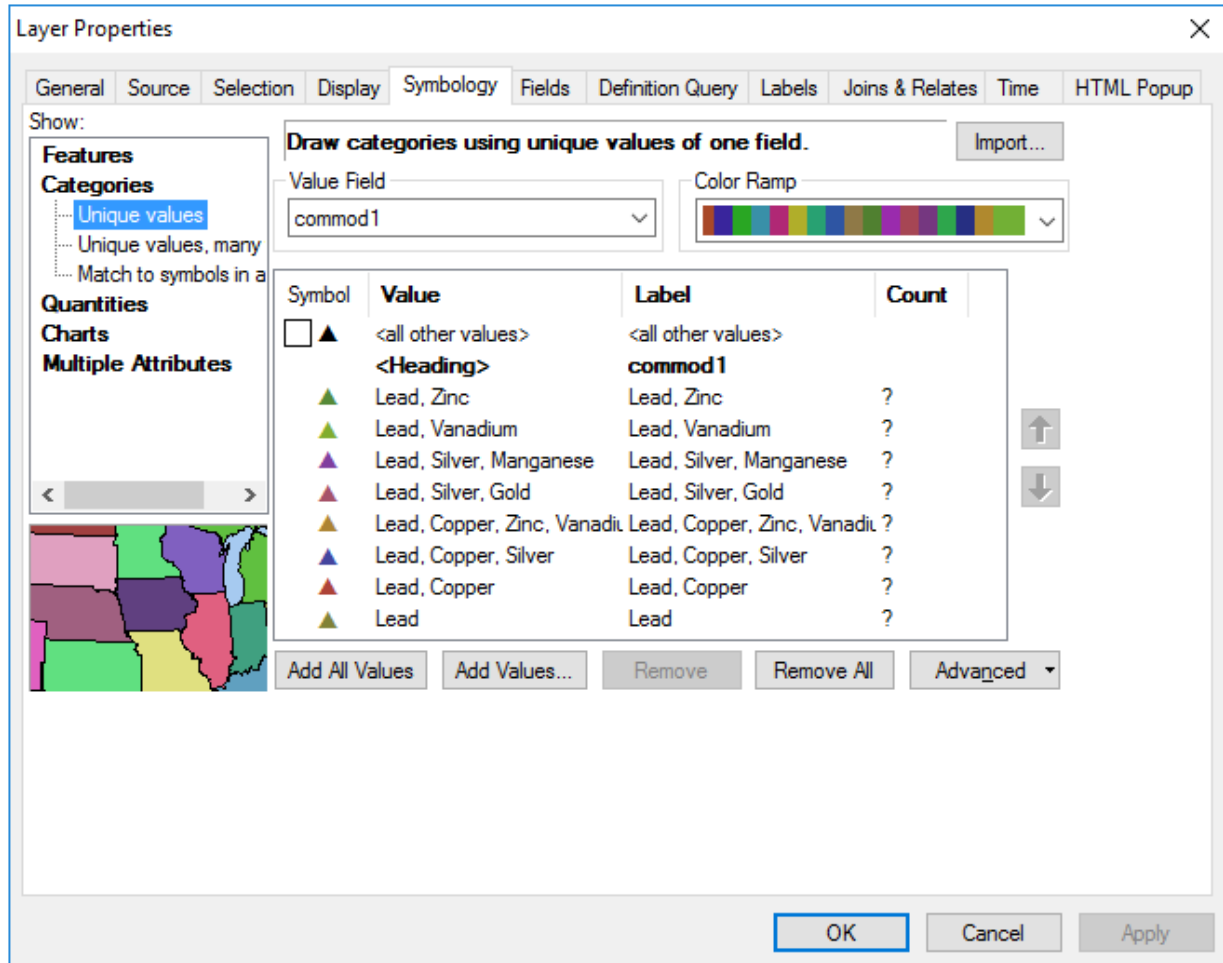 Layer Properties
General Source Selection Display Symbology Fields Definition Query Labels Joins & Relates Time HTML Popup
Show:
Features
Categories
Unique values
Unique values, many
Match to symbols in a
Quantities
Charts
Multiple Attributes
Draw categories using unique values of one field.
Import...
Value Field
commod1
Color Ramp
Symbol Value Label Count
<all other values> <all other values>
<Heading> commod1
Lead, Zinc Lead, Zinc ?
Lead, Vanadium Lead, Vanadium ?
Lead, Silver, Manganese Lead, Silver, Manganese ?
Lead, Silver, Gold Lead, Silver, Gold ?
Lead, Copper, Zinc, Vanadiu Lead, Copper, Zinc, Vanadiu ?
Lead, Copper, Silver Lead, Copper, Silver ?
Lead, Copper Lead, Copper ?
Lead Lead ?
Add All Values Add Values... Remove Remove All Advanced
OK Cancel Apply